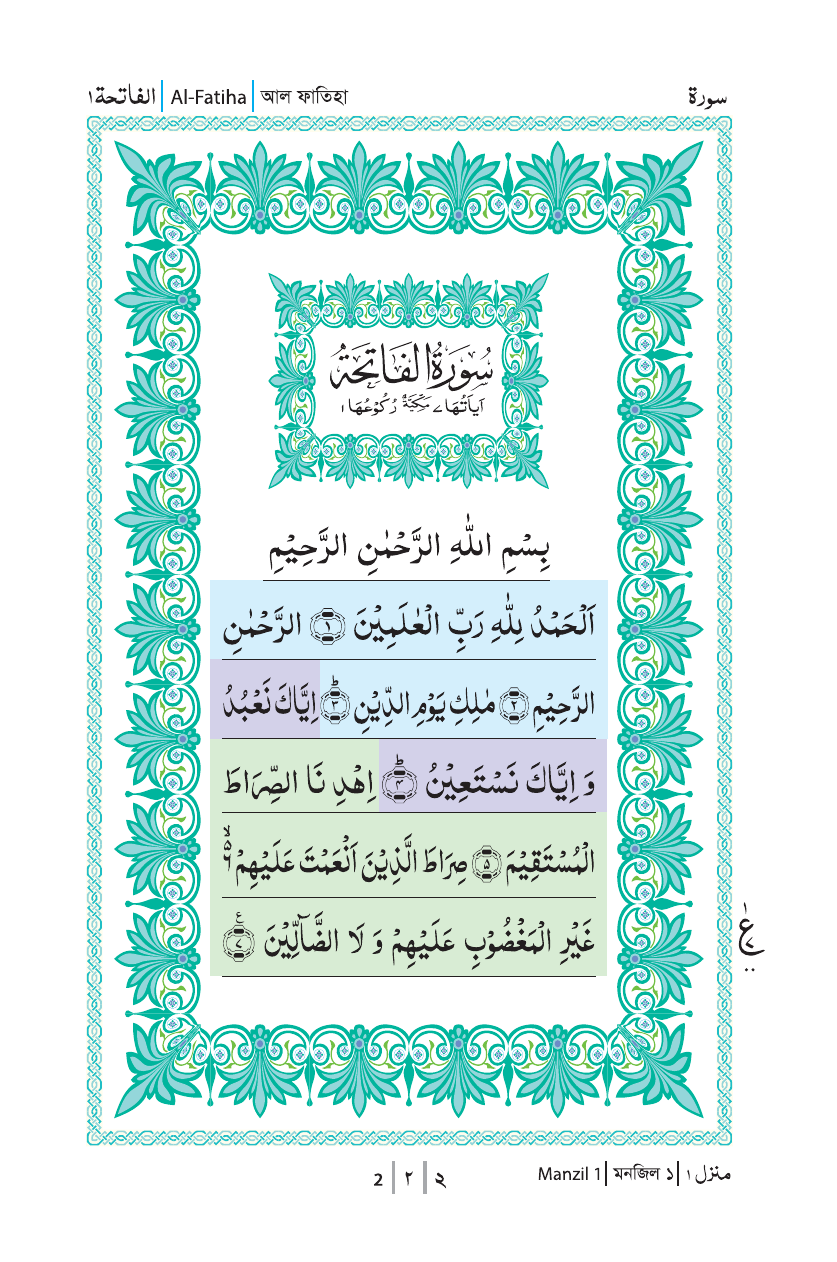 سورة
الفاتحة١ | Al-Fatiha | আল ফাতিহা
سُوْرَةُ الْفَاتِحَةِ
اٰيَاتُهَا ٧ مَكِّيَّةٌ رُكُوْعُهَا ١
بِسْمِ اللّٰهِ الرَّحْمٰنِ الرَّحِيْمِ
اَلْحَمْدُ لِلّٰهِ رَبِّ الْعٰلَمِيْنَ ۝١ الرَّحْمٰنِ
الرَّحِيْمِ ۝٢ مٰلِكِ يَوْمِ الدِّيْنِ ۝ؕ٣ اِيَّاكَ نَعْبُدُ
وَ اِيَّاكَ نَسْتَعِيْنُ ۝ؕ٤ اِهْدِ نَا الصِّرَاطَ
الْمُسْتَقِيْمَ ۝٥ صِرَاطَ الَّذِيْنَ اَنْعَمْتَ عَلَيْهِمْ ۙ٦
غَيْرِ الْمَغْضُوْبِ عَلَيْهِمْ وَ لَا الضَّآلِّيْنَ ۝٧
ع
منزل ١ | মনজিল ১ | Manzil 1
2 | ٢ | ২